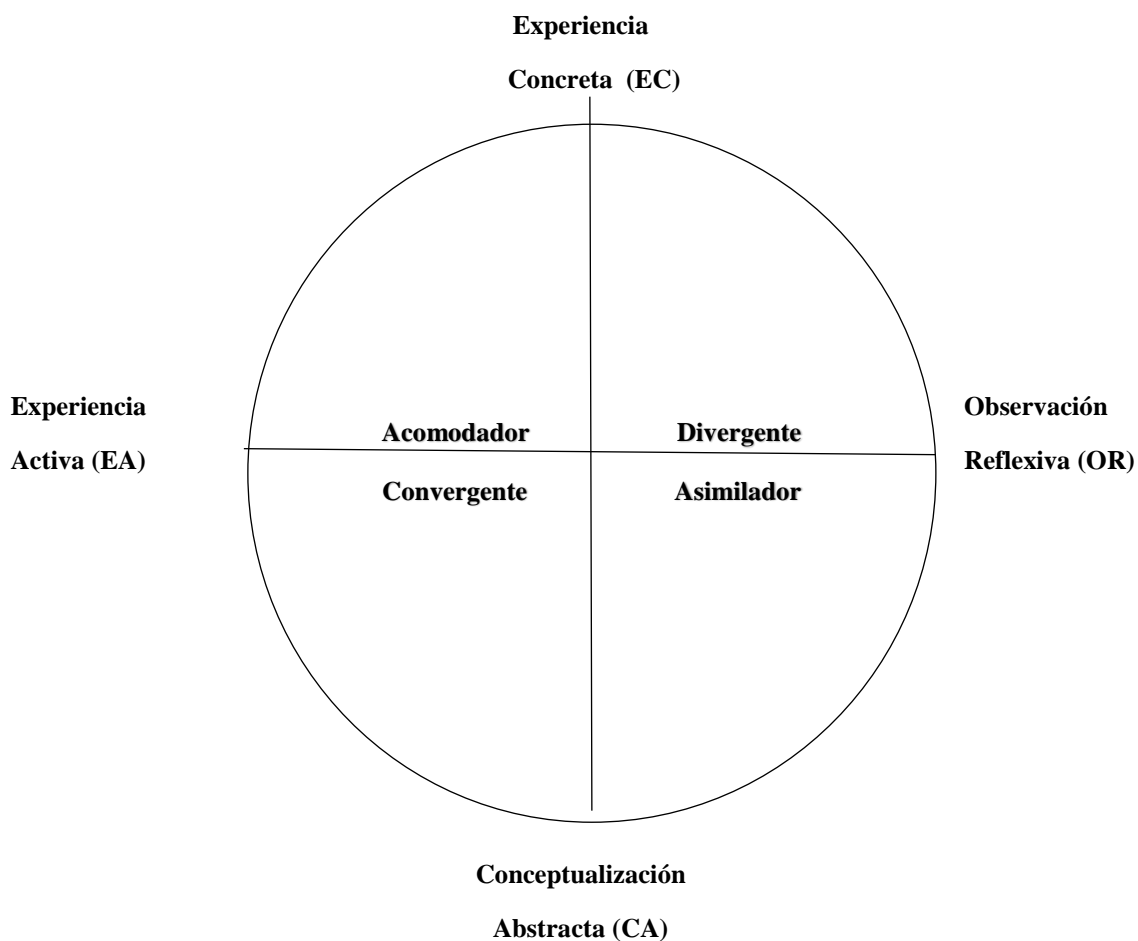 Experiencia
Concreta (EC)
Experiencia
Activa (EA)
Acomodador
Divergente
Convergente
Asimilador
Observación
Reflexiva (OR)
Conceptualización
Abstracta (CA)